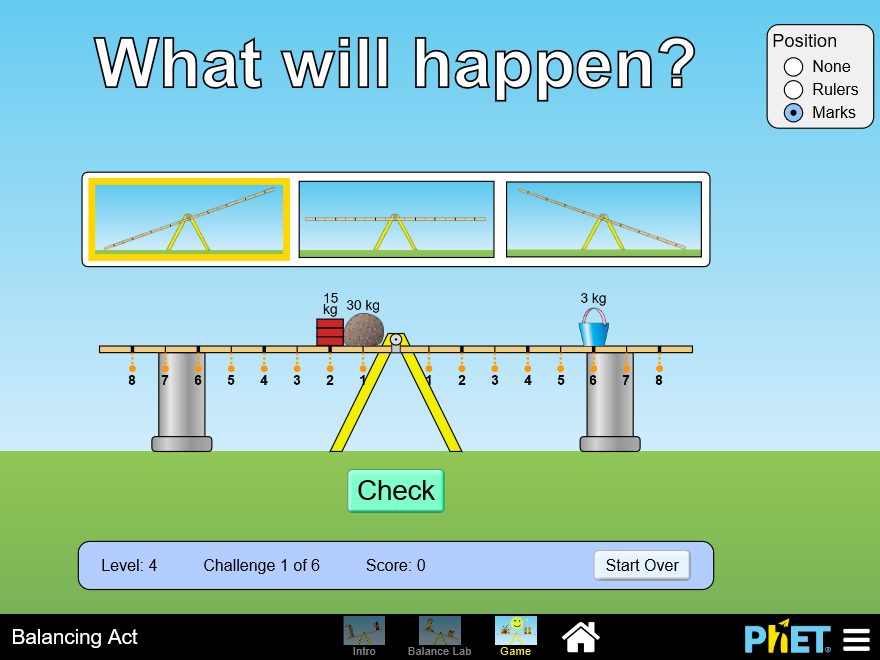 What will happen?
Position
None
Rulers
Marks
15
kg
30 kg
3 kg
8 7 6 5 4 3 2 1 1 2 3 4 5 6 7 8
Check
Level: 4 Challenge 1 of 6 Score: 0 Start Over
Balancing Act
Intro
Balance Lab
Game
PhET